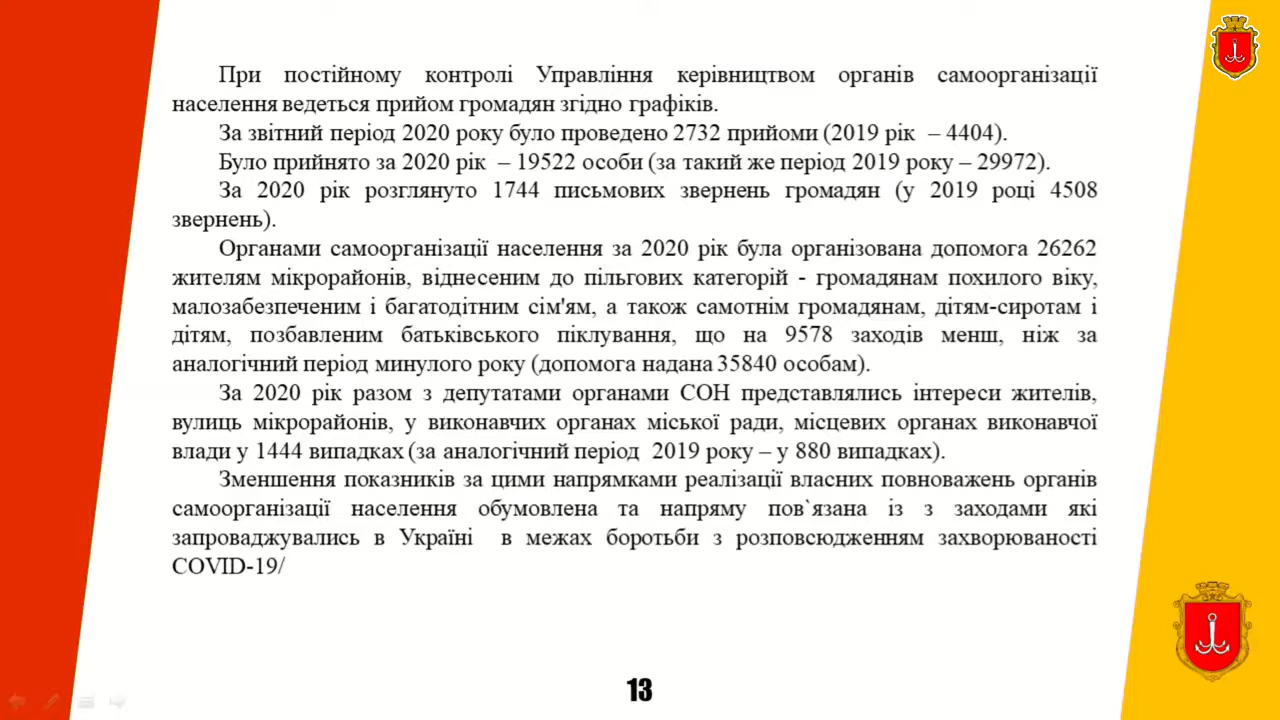 При постійному контролі Управління керівництвом органів самоорганізації
населення ведеться прийом громадян згідно графіків.
За звітний період 2020 року було проведено 2732 прийоми (2019 рік – 4404).
Було прийнято за 2020 рік – 19522 особи (за такий же період 2019 року – 29972).
За 2020 рік розглянуто 1744 письмових звернень громадян (у 2019 році 4508
звернень).
Органами самоорганізації населення за 2020 рік була організована допомога 26262
жителям мікрорайонів, віднесеним до пільгових категорій - громадянам похилого віку,
малозабезпеченим і багатодітним сім'ям, а також самотнім громадянам, дітям-сиротам і
дітям, позбавленим батьківського піклування, що на 9578 заходів менш, ніж за
аналогічний період минулого року (допомога надана 35840 особам).
За 2020 рік разом з депутатами органами СОН представлялись інтереси жителів,
вулиць мікрорайонів, у виконавчих органах міської ради, місцевих органах виконавчої
влади у 1444 випадках (за аналогічний період 2019 року – у 880 випадках).
Зменшення показників за цими напрямками реалізації власних повноважень органів
самоорганізації населення обумовлена та напряму пов`язана із з заходами які
запроваджувались в Україні в межах боротьби з розповсюдженням захворюваності
COVID-19/
13